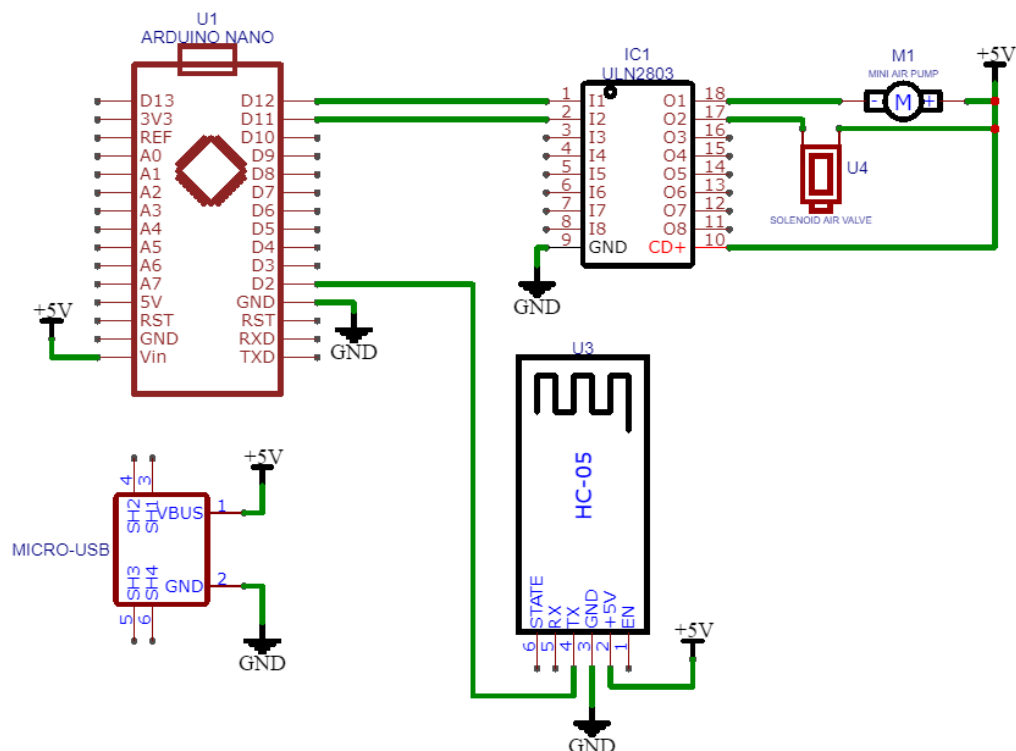 U1
ARDUINO NANO
D13 D12
3V3 D11
REF D10
A0 D9
A1 D8
A2 D7
A3 D6
A4 D5
A5 D4
A6 D3
A7 D2
5V GND
RST RST
GND RXD
Vin TXD
+5V
GND
IC1
ULN2803
1 I1 O1 18
2 I2 O2 17
3 I3 O3 16
4 I4 O4 15
5 I5 O5 14
6 I6 O6 13
7 I7 O7 12
8 I8 O8 11
9 GND CD+ 10
GND
M1
MINI AIR PUMP
- M +
+5V
U4
SOLENOID AIR VALVE
MICRO-USB
4 3
SH2 SH1
VBUS 1
GND 2
SH3 SH4
5 6
+5V
GND
U3
HC-05
STATE RX TX GND +5V EN
6 5 4 3 2 1
+5V
GND